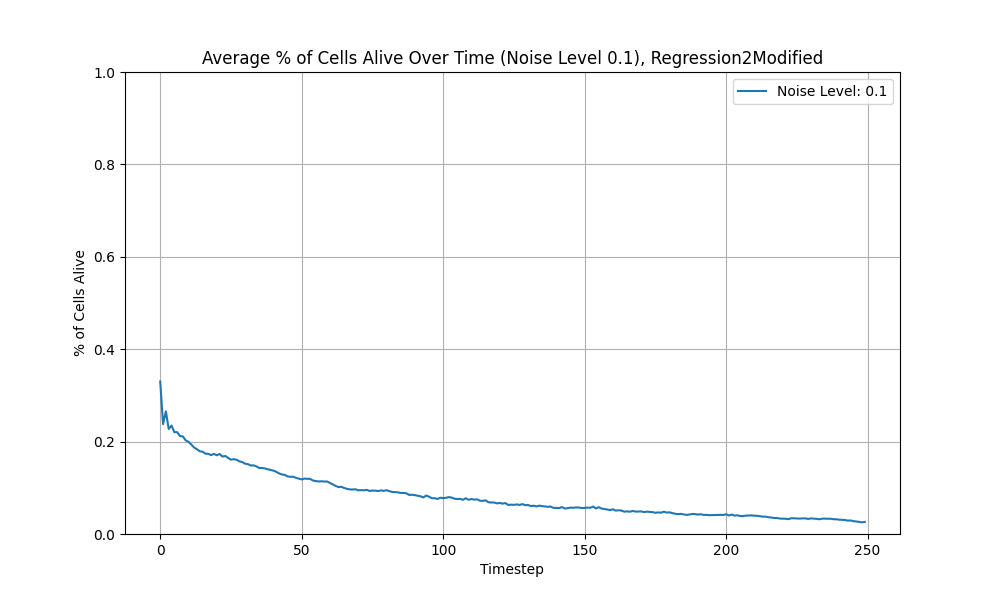 Average % of Cells Alive Over Time (Noise Level 0.1), Regression2Modified
Noise Level: 0.1
% of Cells Alive
1.0
0.8
0.6
0.4
0.2
0.0
0 50 100 150 200 250
Timestep